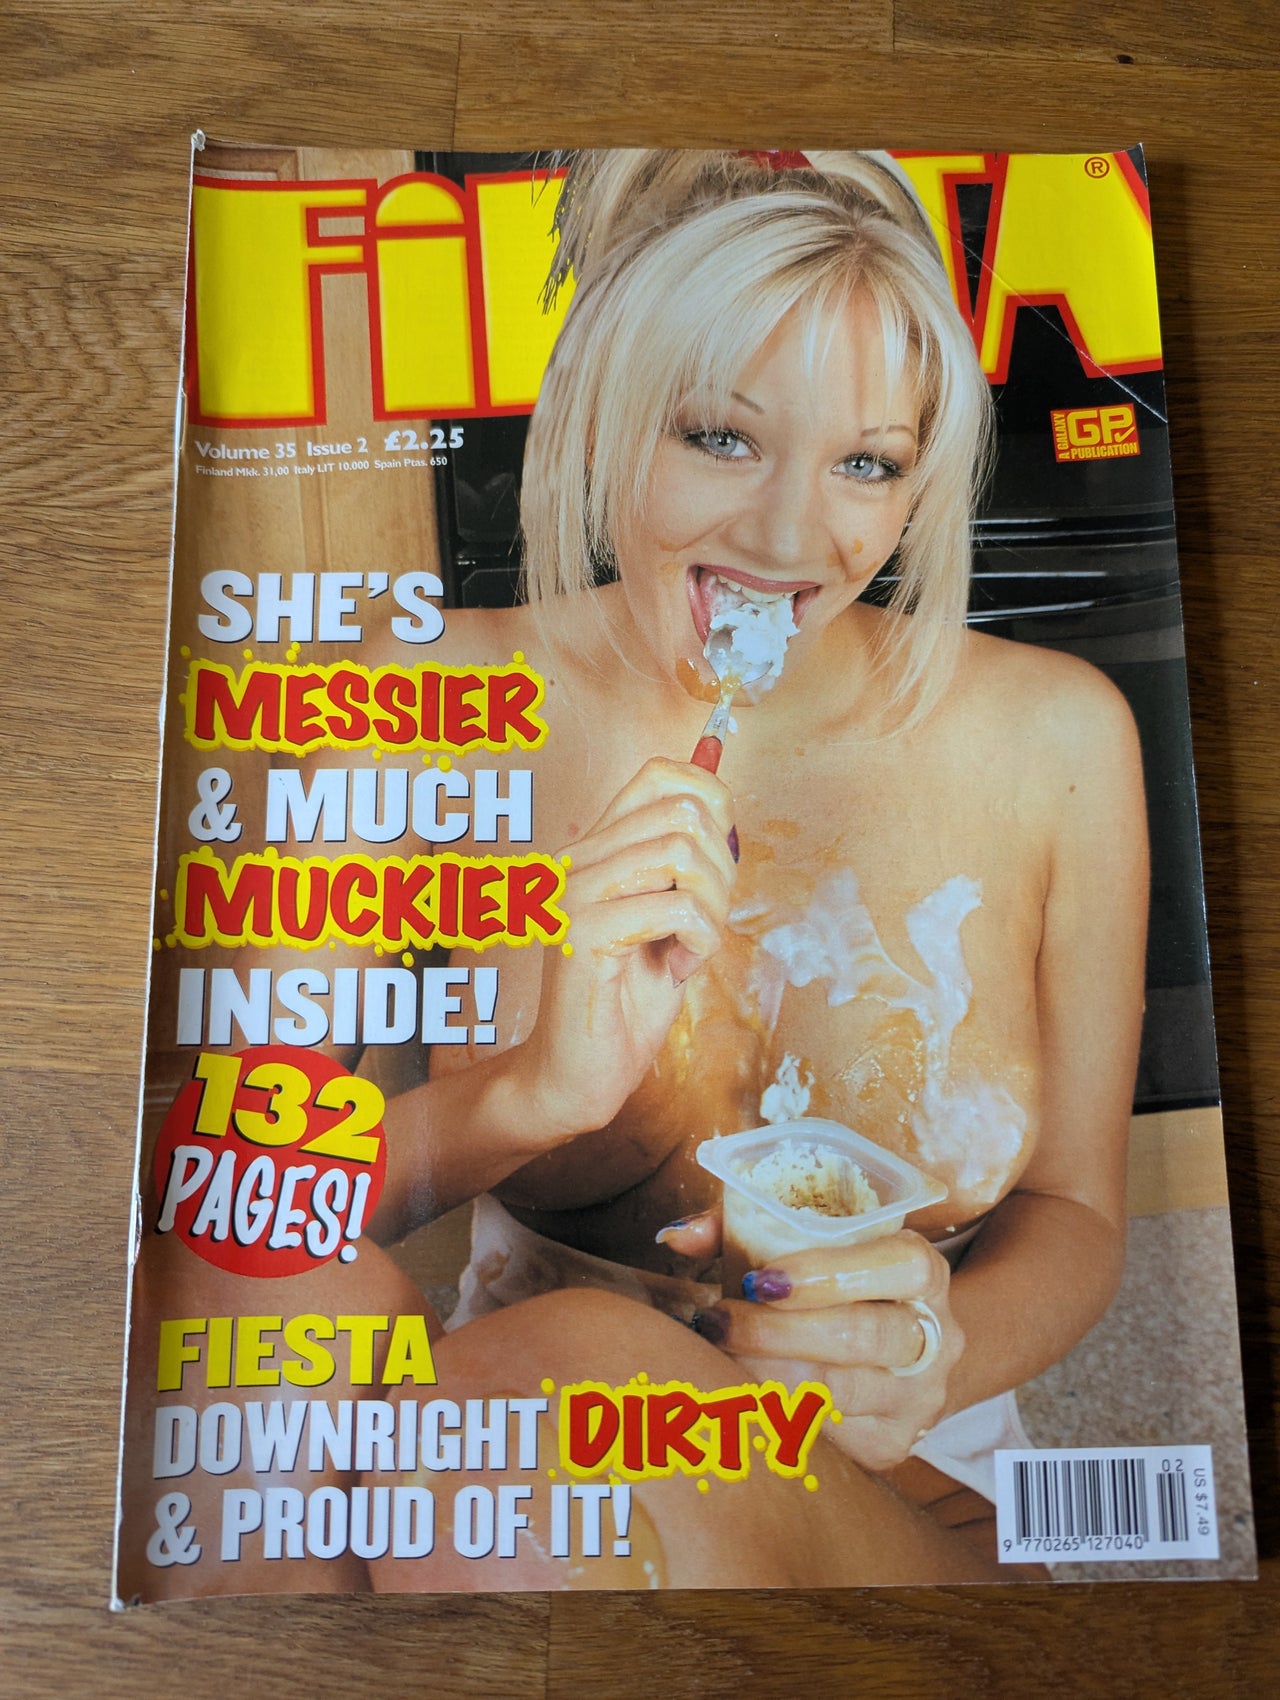 FiESTA®
Volume 35 Issue 2 £2.25
Finland Mkk. 31,00 Italy LIT 10.000 Spain Ptas. 650
A GALAXY
GP
PUBLICATION
SHE'S
MESSIER
& MUCH
MUCKIER
INSIDE!
132
PAGES!
FIESTA
DOWNRIGHT DIRTY
& PROUD OF IT!
02
US $7.49
9 770265 127040